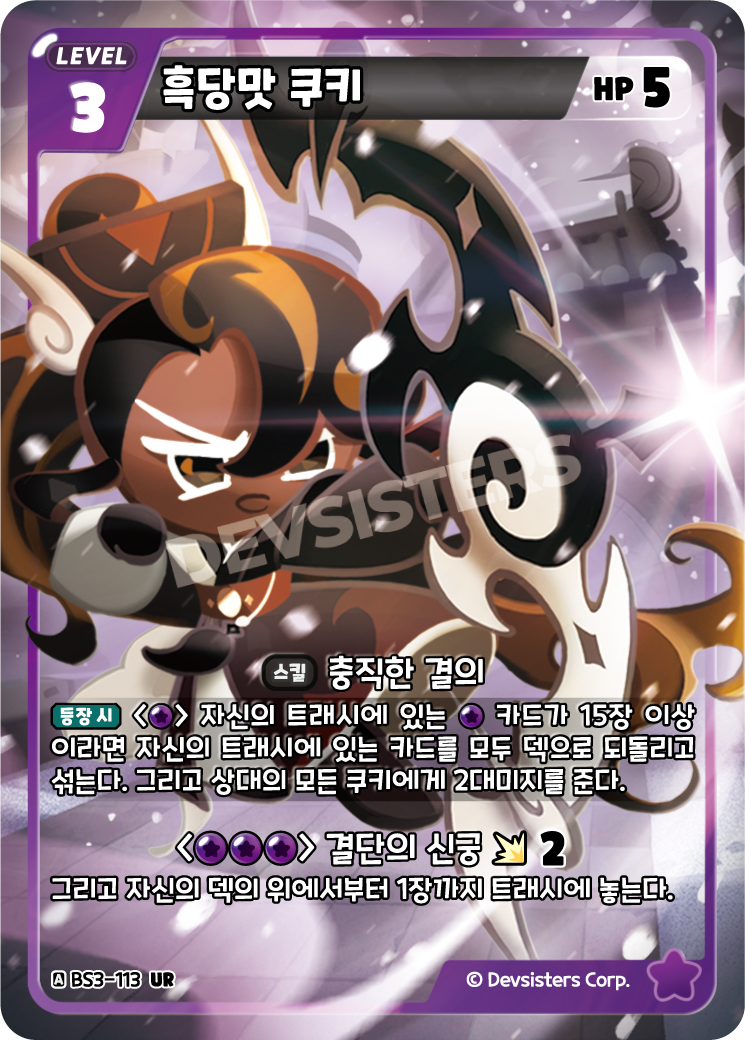 LEVEL
3
흑당맛 쿠키
HP 5
DEVSISTERS
스킬 충직한 결의
등장 시 < > 자신의 트래시에 있는 카드가 15장 이상
이라면 자신의 트래시에 있는 카드를 모두 덱으로 되돌리고
섞는다. 그리고 상대의 모든 쿠키에게 2대미지를 준다.
< > 결단의 신궁 2
그리고 자신의 덱의 위에서부터 1장까지 트래시에 놓는다.
A BS3-113 UR
© Devsisters Corp.